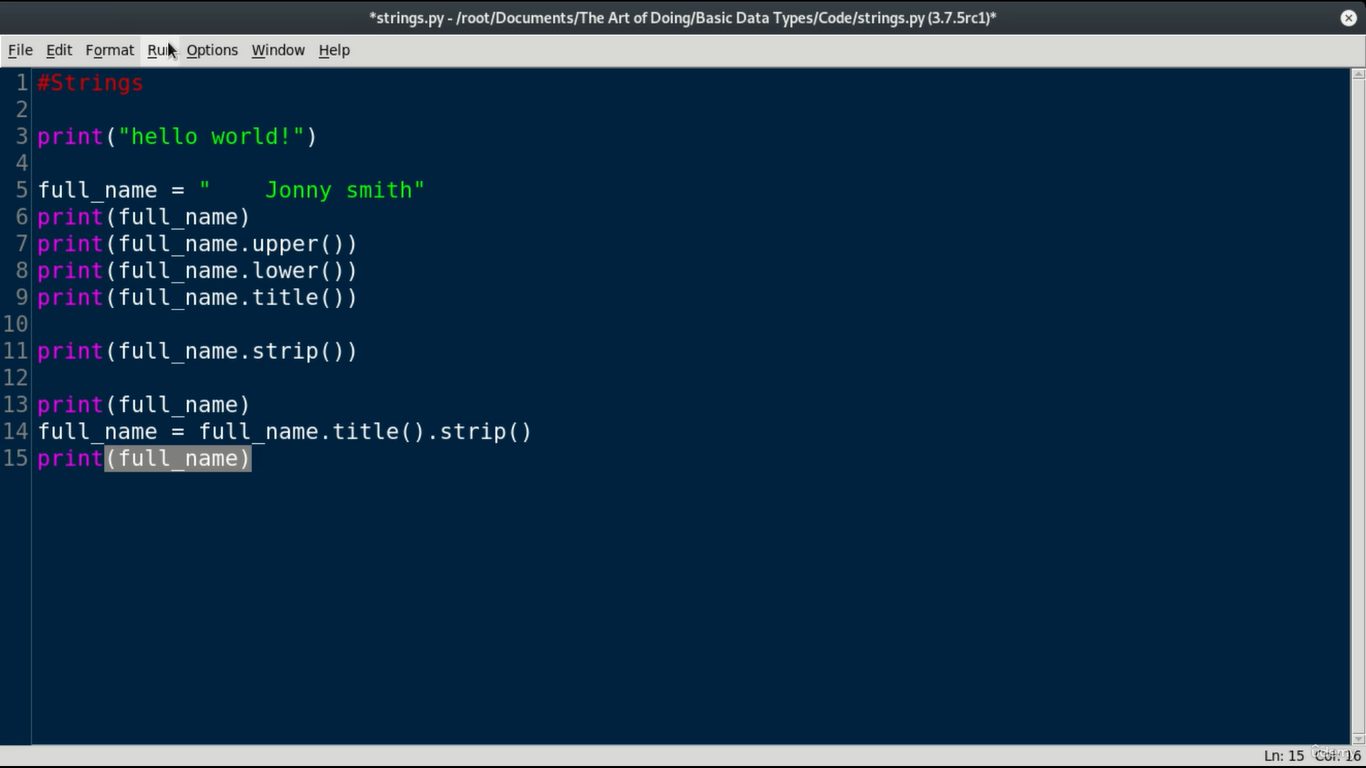 *strings.py - /root/Documents/The Art of Doing/Basic Data Types/Code/strings.py (3.7.5rc1)*
File Edit Format Run Options Window Help
1 #Strings
2
3 print("hello world!")
4
5 full_name = "    Jonny smith"
6 print(full_name)
7 print(full_name.upper())
8 print(full_name.lower())
9 print(full_name.title())
10
11 print(full_name.strip())
12
13 print(full_name)
14 full_name = full_name.title().strip()
15 print(full_name)
Ln: 15 Col: 16
Udemy